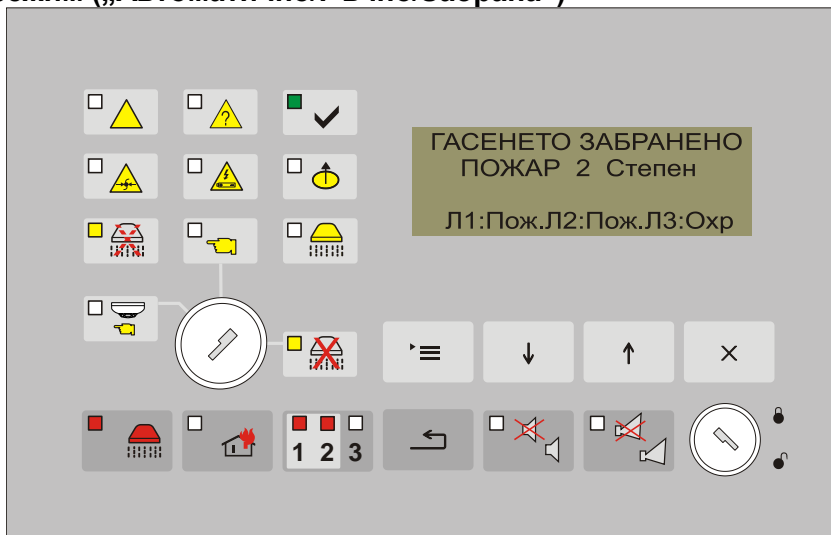 ГАСЕНЕТО ЗАБРАНЕНО
ПОЖАР 2 Степен
Л1:Пож.Л2:Пож.Л3:Охр
?
1 2 3